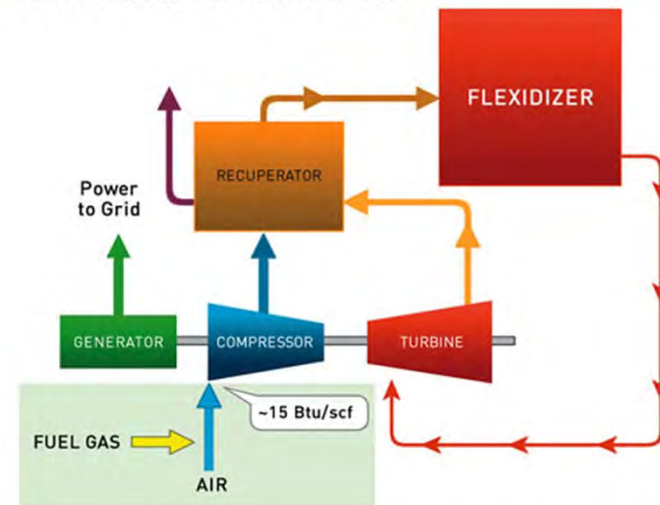 FLEXIDIZER
RECUPERATOR
Power
to Grid
GENERATOR
COMPRESSOR
TURBINE
~15 Btu/scf
FUEL GAS
AIR